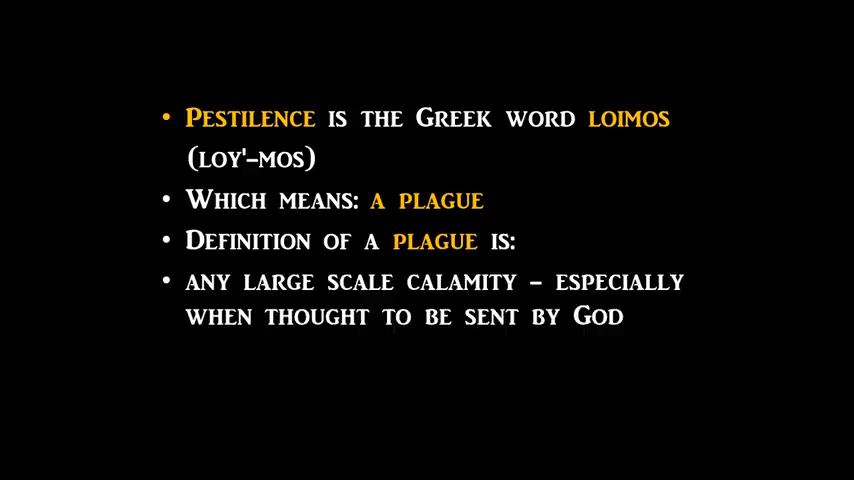 • Pestilence is the Greek word loimos
(loy'-mos)
• Which means: a plague
• Definition of a plague is:
• any large scale calamity – especially
when thought to be sent by God